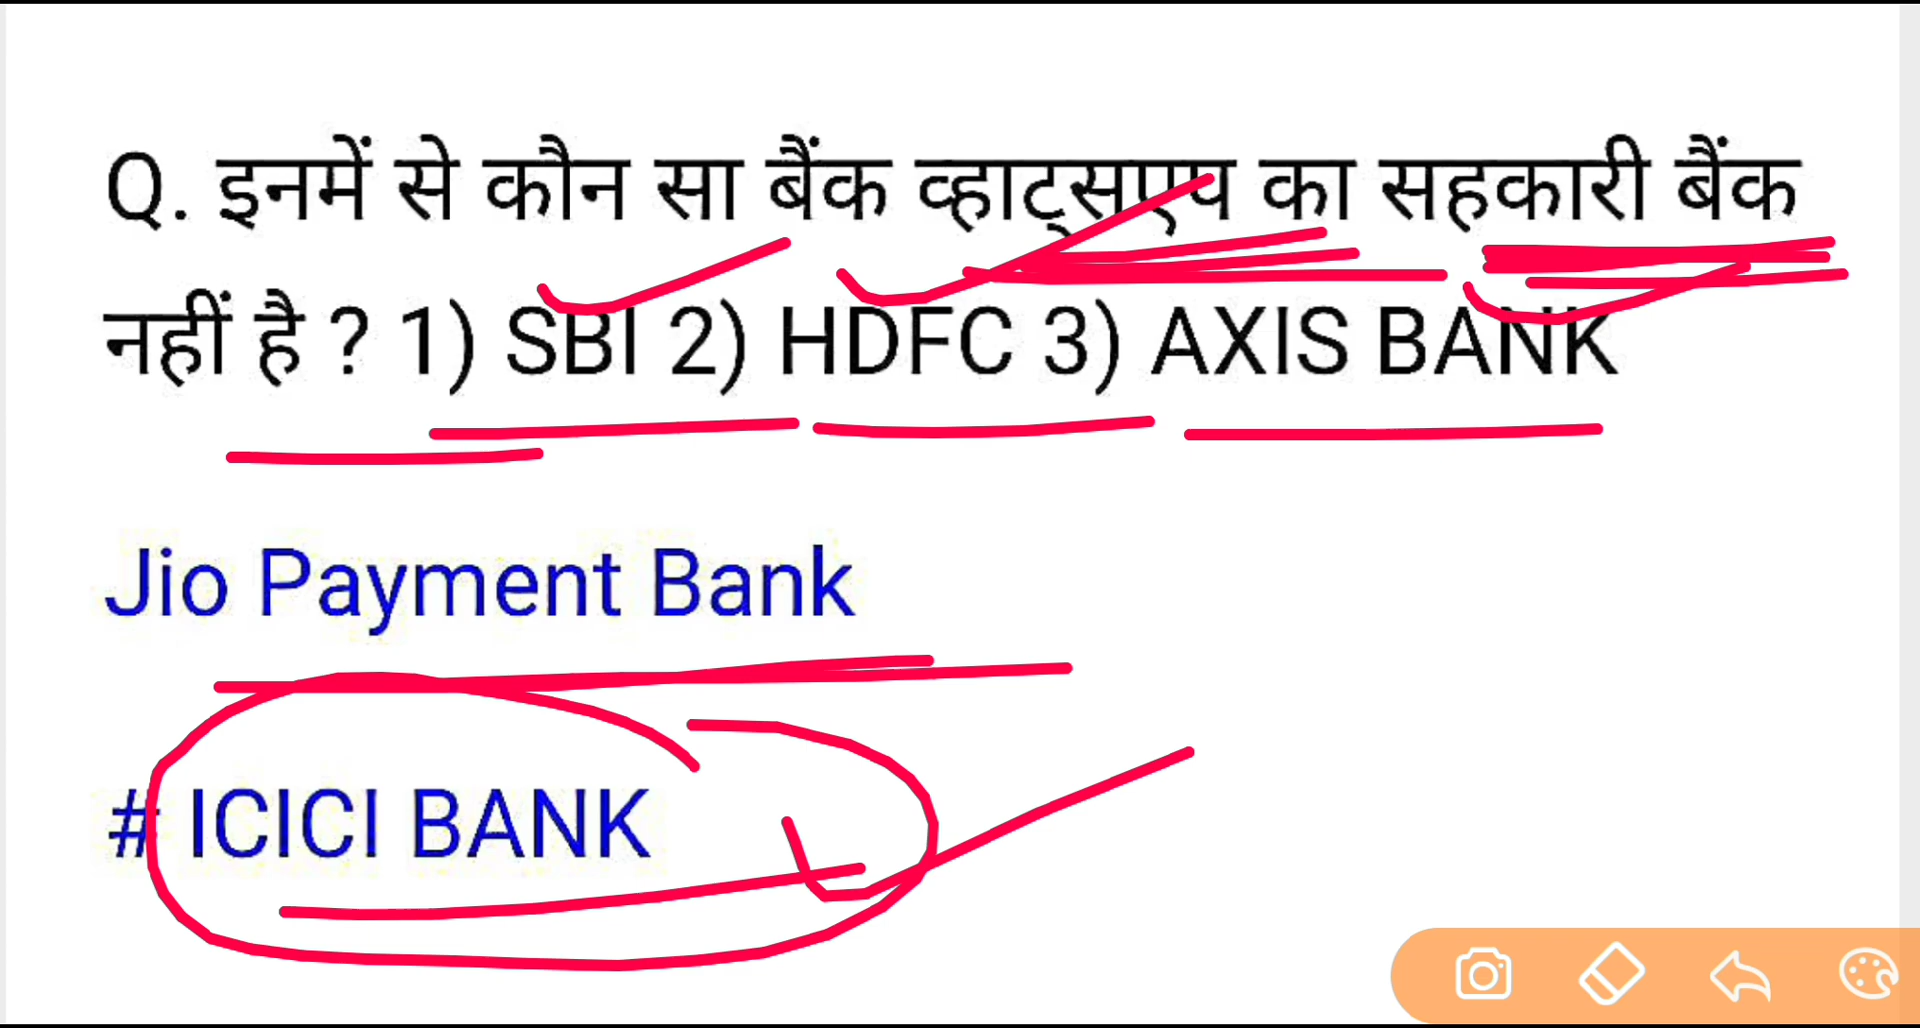 Q. इनमें से कौन सा बैंक व्हाट्सएप का सहकारी बैंक
नहीं है ? 1) SBI 2) HDFC 3) AXIS BANK
Jio Payment Bank
# ICICI BANK